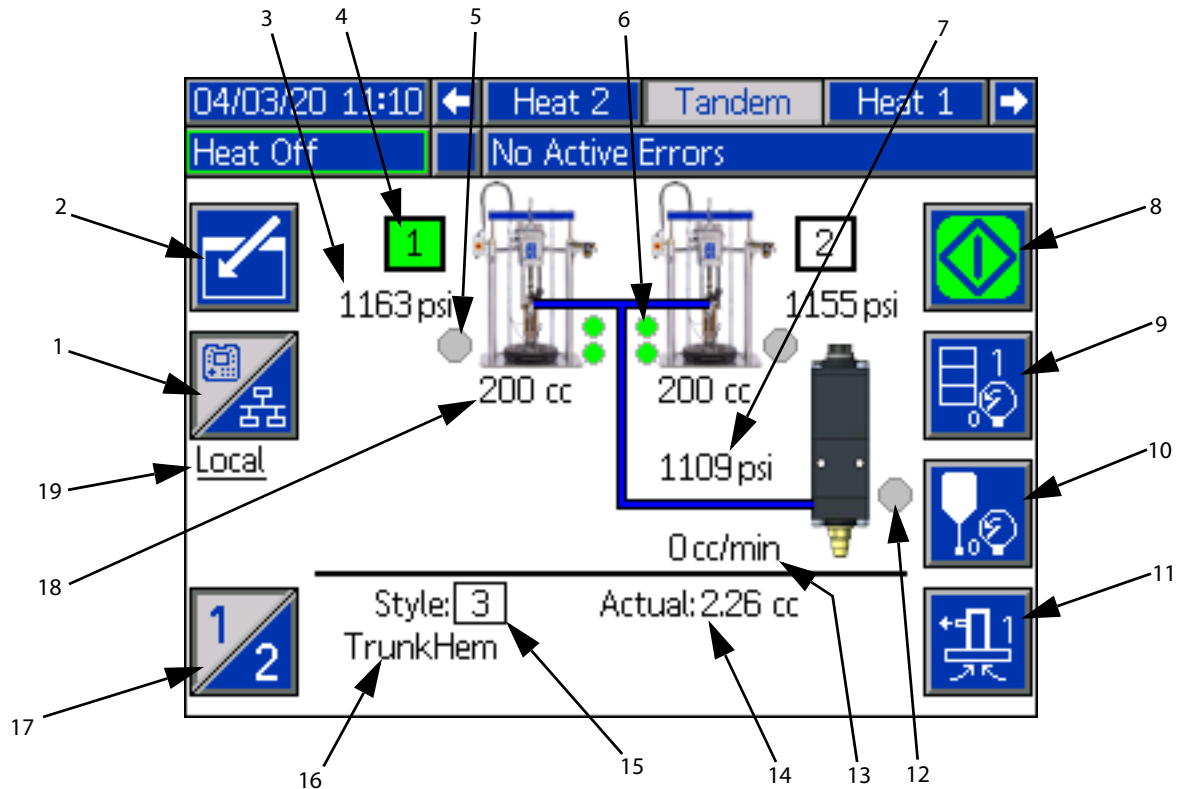 3 4 5 6 7
04/03/20 11:10 Heat 2 Tandem Heat 1
Heat Off No Active Errors
2 8
1 2
1163 psi 1155 psi
1 9
1
0
200 cc 200 cc
Local 1109 psi
19 10
0
18 0 cc/min 11
Style: 3 Actual: 2.26 cc
1
TrunkHem
1
2
17
16 15 14 13 12